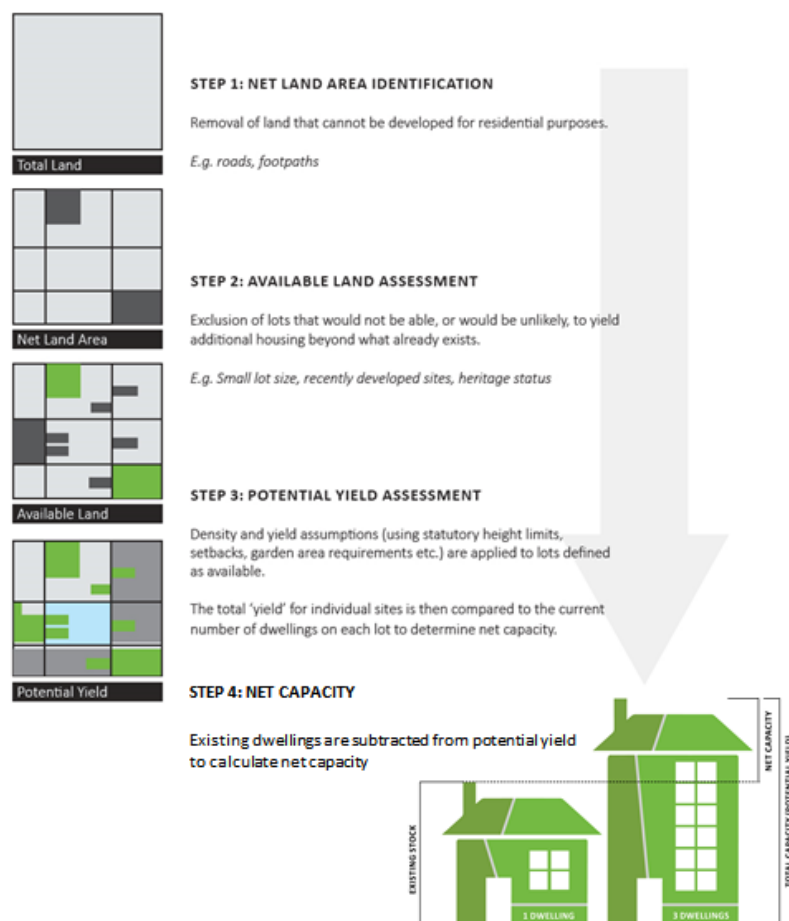 Total Land
STEP 1: NET LAND AREA IDENTIFICATION
Removal of land that cannot be developed for residential purposes.
E.g. roads, footpaths
Net Land Area
STEP 2: AVAILABLE LAND ASSESSMENT
Exclusion of lots that would not be able, or would be unlikely, to yield
additional housing beyond what already exists.
E.g. Small lot size, recently developed sites, heritage status
Available Land
STEP 3: POTENTIAL YIELD ASSESSMENT
Density and yield assumptions (using statutory height limits,
setbacks, garden area requirements etc.) are applied to lots defined
as available.
The total ‘yield’ for individual sites is then compared to the current
number of dwellings on each lot to determine net capacity.
Potential Yield
STEP 4: NET CAPACITY
Existing dwellings are subtracted from potential yield
to calculate net capacity
EXISTING STOCK
1 DWELLING
3 DWELLINGS
NET CAPACITY
TOTAL CAPACITY (POTENTIAL YIELD)